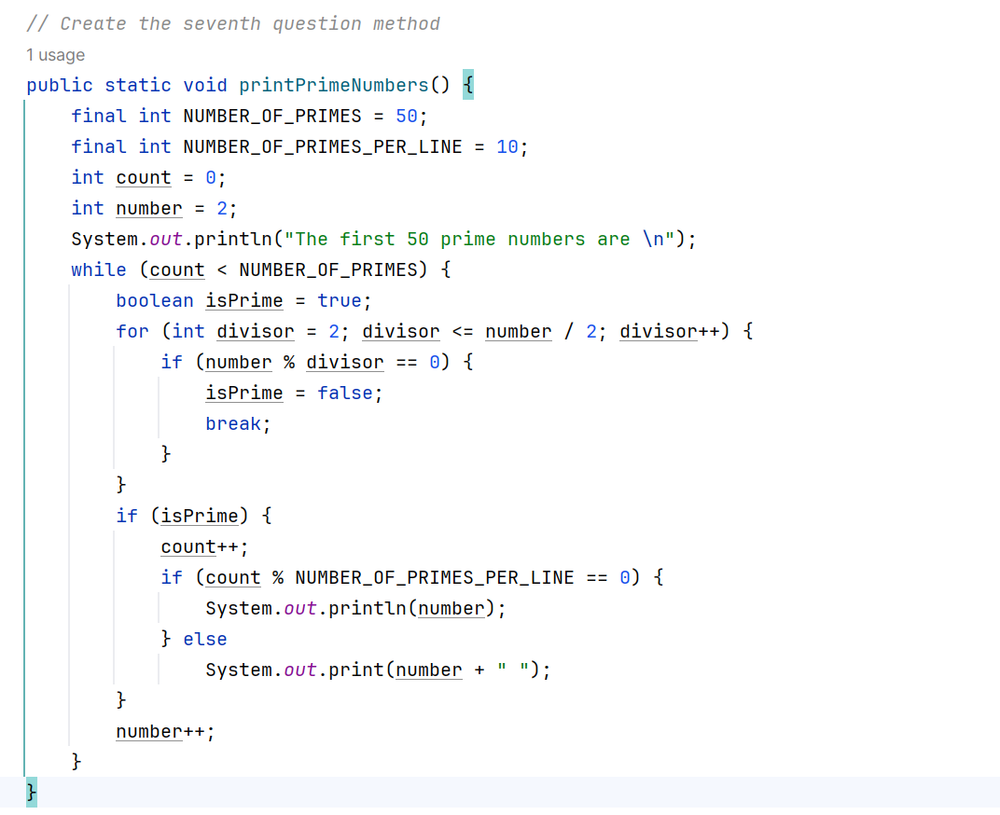 // Create the seventh question method
1 usage
public static void printPrimeNumbers() {
    final int NUMBER_OF_PRIMES = 50;
    final int NUMBER_OF_PRIMES_PER_LINE = 10;
    int count = 0;
    int number = 2;
    System.out.println("The first 50 prime numbers are \n");
    while (count < NUMBER_OF_PRIMES) {
        boolean isPrime = true;
        for (int divisor = 2; divisor <= number / 2; divisor++) {
            if (number % divisor == 0) {
                isPrime = false;
                break;
            }
        }
        if (isPrime) {
            count++;
            if (count % NUMBER_OF_PRIMES_PER_LINE == 0) {
                System.out.println(number);
            } else
                System.out.print(number + " ");
        }
        number++;
    }
}